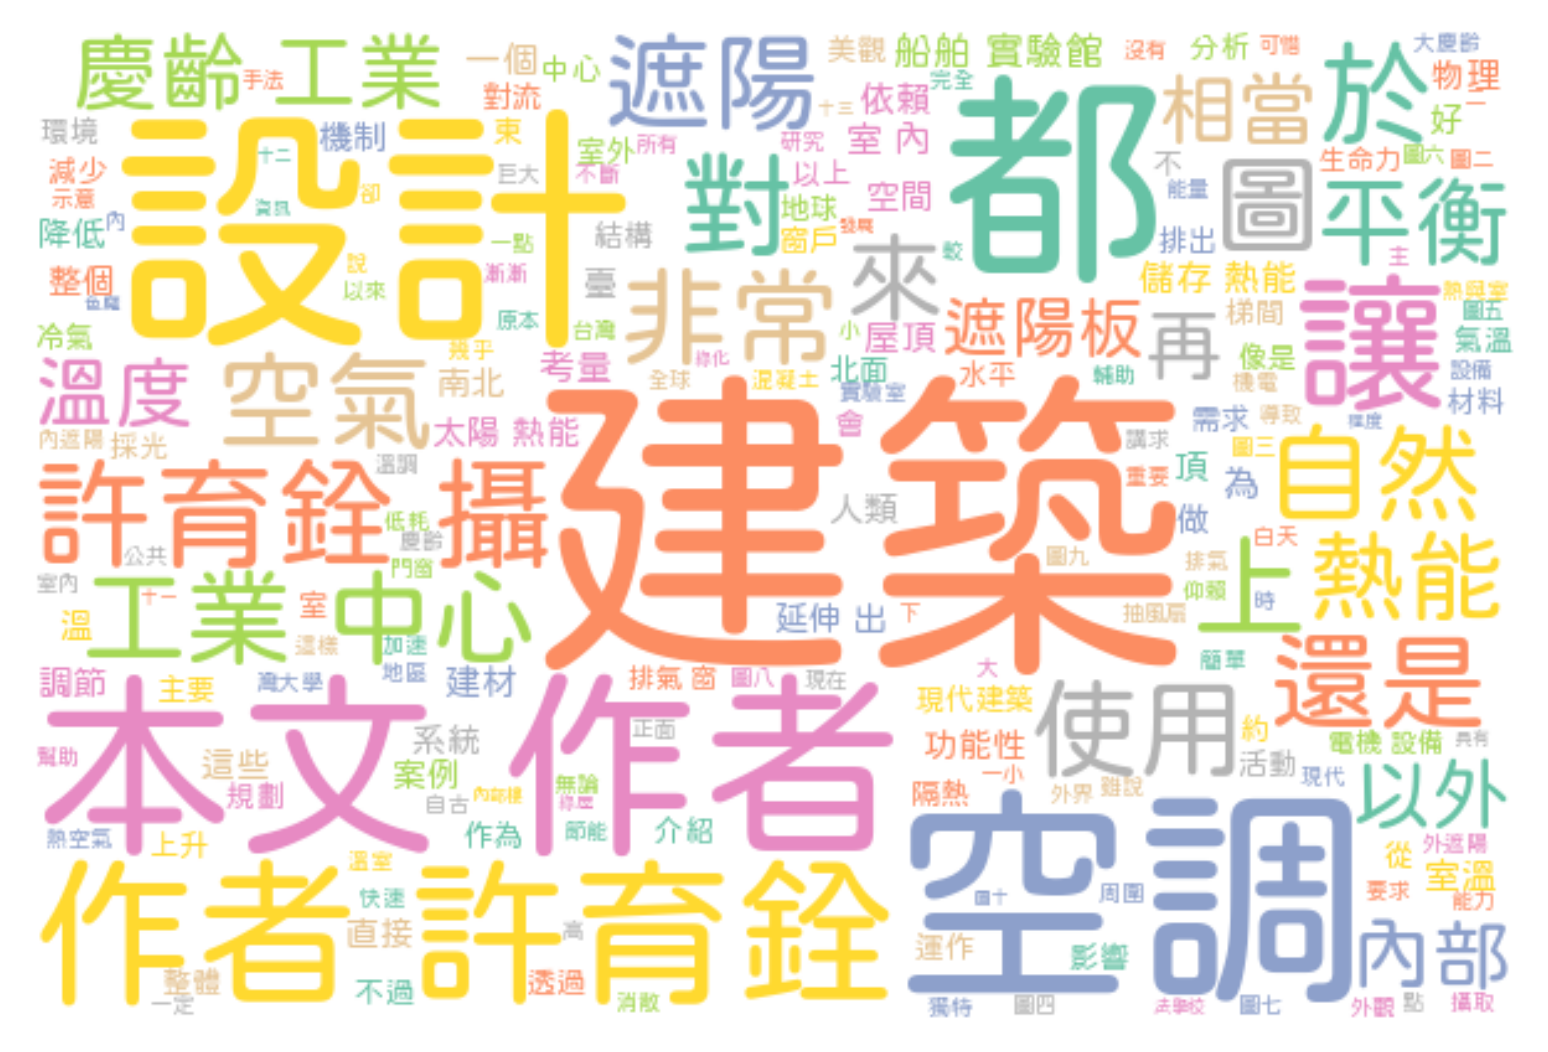 慶齡 工業
手法
一個
中心
對流
遮陽
美觀
船舶 實驗館
沒有
分析
可惜
大慶齡
完全
十三
依賴
都
相當
於
物理
一
好
環境
設計
機制
東
室外
所有
研究
室 內
不
圖
生命力
圖六
圖二
減少
十二
巨大
不斷
對
以上
空間
能量
平衡
示意
資訊
卻
地球
降低
內
一點
結構
窗戶
發展
來
較
排出
主
整個
說
漸漸
臺
儲存 熱能
讓
熱與室
以來
非常
遮陽板
再
梯間
圖五
冷氣
原本
台灣
小
屋頂
像是
氣溫
溫度
空氣
幾乎
考量
綠化
北面
水平
輔助
機電
設備
南北
全球
混凝土
實驗室
材料
內遮陽
採光
太陽 熱能
建築
會
講求
需求
導致
程度
圖三
自然
溫調
重要
頂
為
許育銓 攝
人類
做
低耗
慶齡
白天
公共
門窗
圖九
排氣
上
熱能
室內
工業 中心
十一
室
仰賴
時
溫
延伸 出
下
抽風扇
這樣
加速
簡單
還是
調節
主要
灣大學
地區
建材
排氣 窗
圖八
現在
大
現代 建築
使用
本文 作者
系統
正面
功能性
約
電機 設備
具有
幫助
這些
案例
無論
一小
活動
現代
以外
規劃
自古
隔熱
外界
雖說
熱空氣
上升
作為
節能
介紹
空調
外遮陽
從
作者 許育銓
溫室
快速
圖十
周圍
要求
室溫
能力
直接
高
運作
影響
內部
整體
一定
不過
透過
消散
獨特
圖四
圖七
外觀
點
攝取